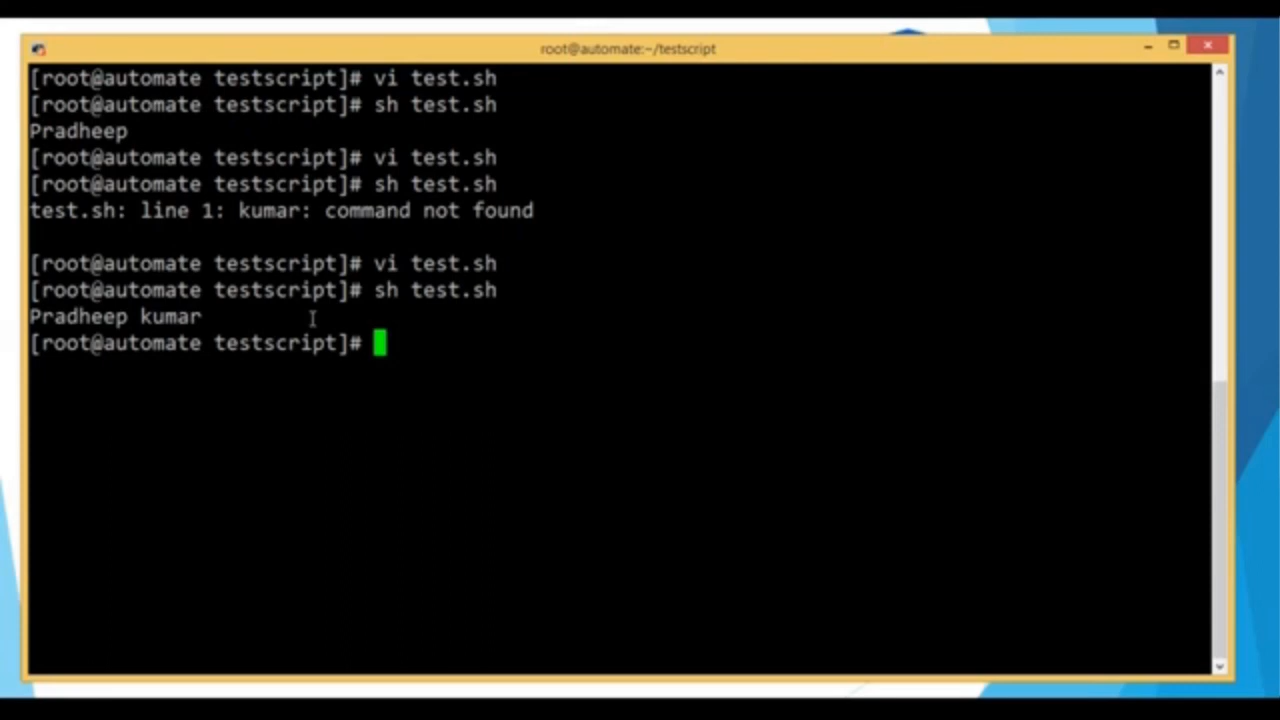 root@automate:~/testscript
[root@automate testscript]# vi test.sh
[root@automate testscript]# sh test.sh
Pradheep
[root@automate testscript]# vi test.sh
[root@automate testscript]# sh test.sh
test.sh: line 1: kumar: command not found
[root@automate testscript]# vi test.sh
[root@automate testscript]# sh test.sh
Pradheep kumar
[root@automate testscript]#